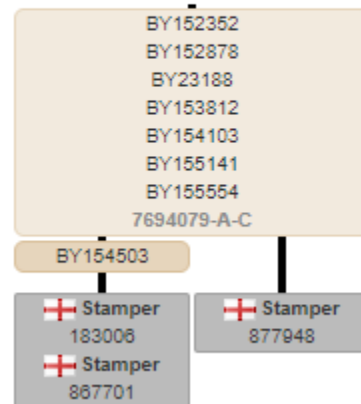 BY152352
BY152878
BY23188
BY153812
BY154103
BY155141
BY155554
7694079-A-C
BY154503
Stamper
183006
Stamper
867701
Stamper
877948